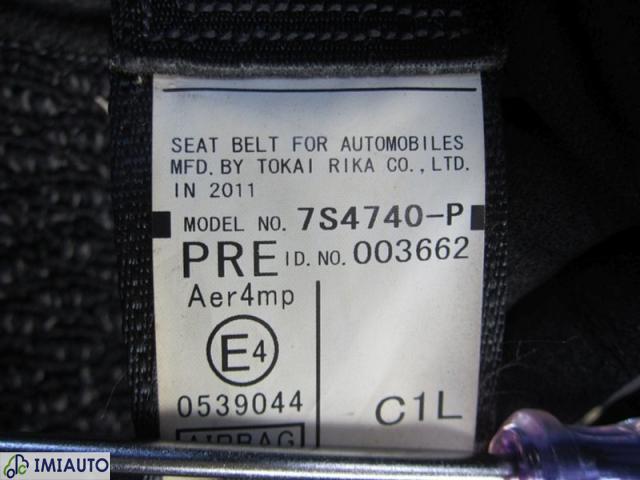 SEAT BELT FOR AUTOMOBILES
MFD. BY TOKAI RIKA CO., LTD.
IN 2011
MODEL NO. 7S4740-P
PRE I D. NO. 003662
Aer4mp
E4
0539044
C1L
AIRBAG
IMIAUTO